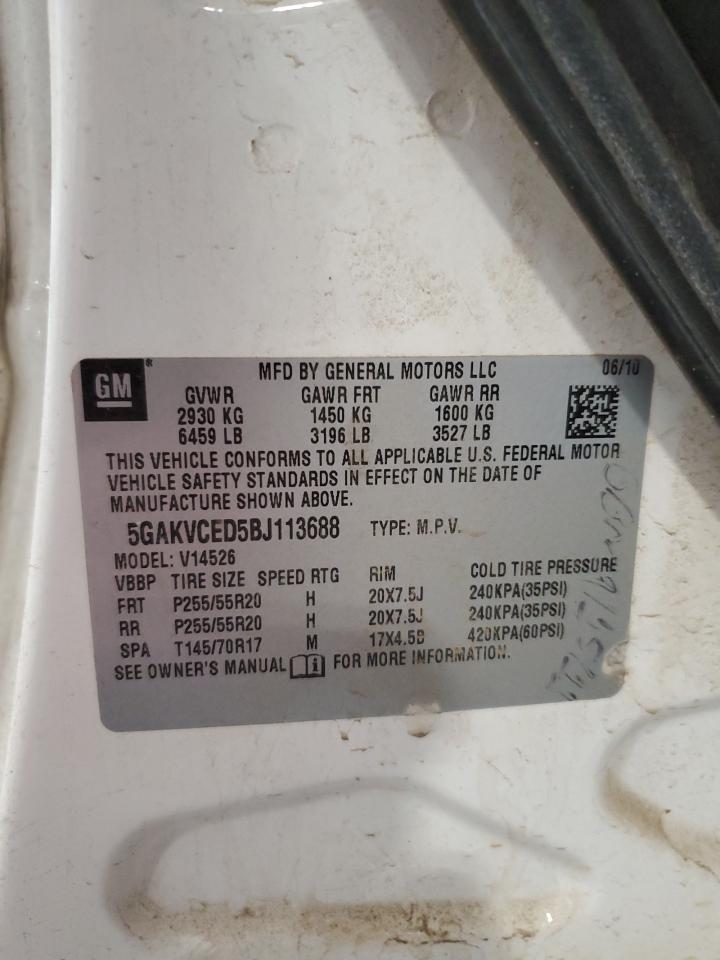 GM ® MFD BY GENERAL MOTORS LLC 06/10
GVWR GAWR FRT GAWR RR
2930 KG 1450 KG 1600 KG
6459 LB 3196 LB 3527 LB
THIS VEHICLE CONFORMS TO ALL APPLICABLE U.S. FEDERAL MOTOR
VEHICLE SAFETY STANDARDS IN EFFECT ON THE DATE OF
MANUFACTURE SHOWN ABOVE.
5GAKVCED5BJ113688 TYPE: M.P.V.
MODEL: V14526
VBBP TIRE SIZE SPEED RTG RIM COLD TIRE PRESSURE
FRT P255/55R20 H 20X7.5J 240KPA(35PSI)
RR P255/55R20 H 20X7.5J 240KPA(35PSI)
SPA T145/70R17 M 17X4.5B 420KPA(60PSI)
SEE OWNER'S MANUAL FOR MORE INFORMATION.